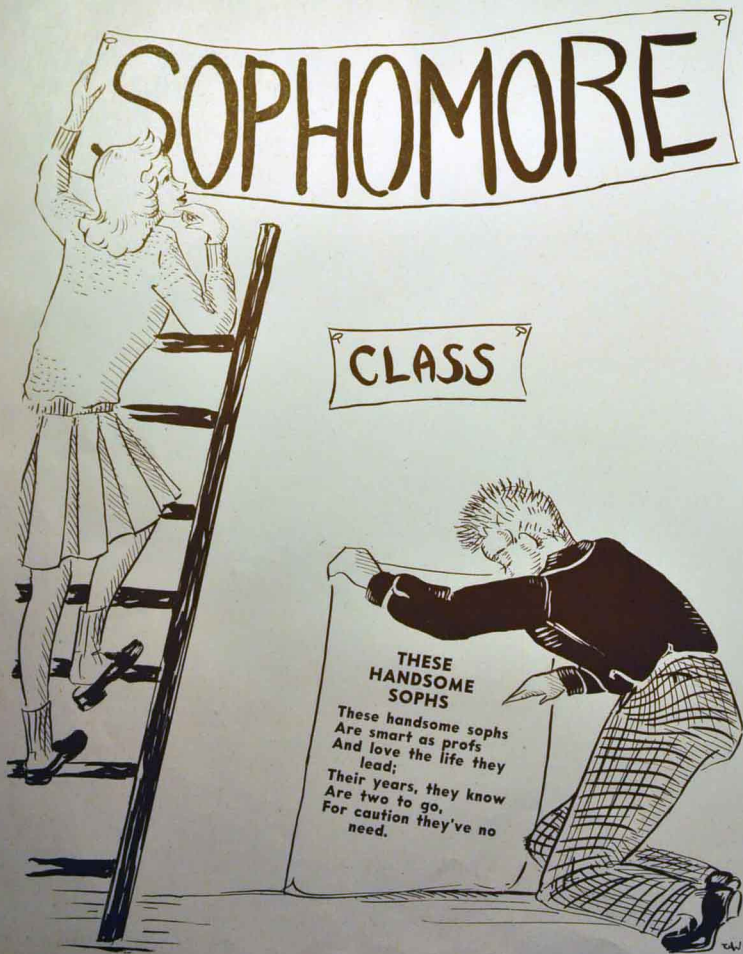 SOPHOMORE
CLASS
THESE
HANDSOME
SOPHS
These handsome sophs
Are smart as profs
And love the life they
lead;
Their years, they know
Are two to go,
For caution they've no
need.